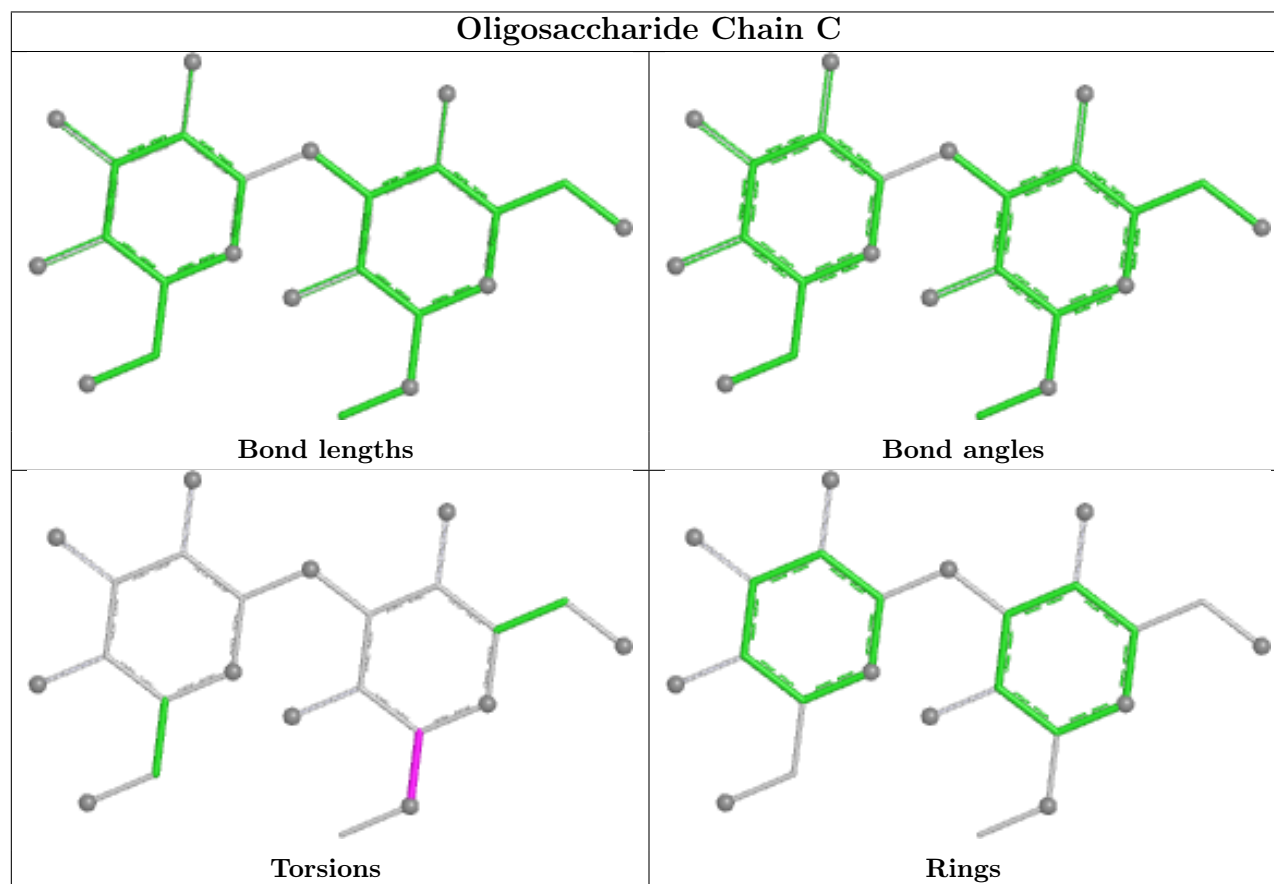 Oligosaccharide Chain C
Bond lengths
Bond angles
Torsions
Rings